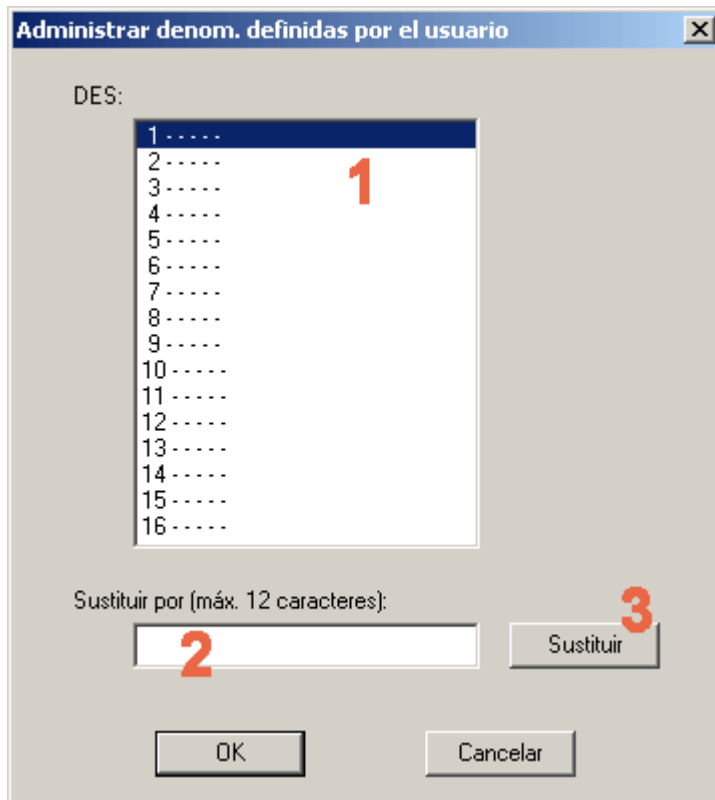 Administrar denom. definidas por el usuario
DES:
1 - - - - -
1
2 - - - - -
3 - - - - -
4 - - - - -
5 - - - - -
6 - - - - -
7 - - - - -
8 - - - - -
9 - - - - -
10 - - - - -
11 - - - - -
12 - - - - -
13 - - - - -
14 - - - - -
15 - - - - -
16 - - - - -
Sustituir por (máx. 12 caracteres):
2
3
Sustituir
OK
Cancelar